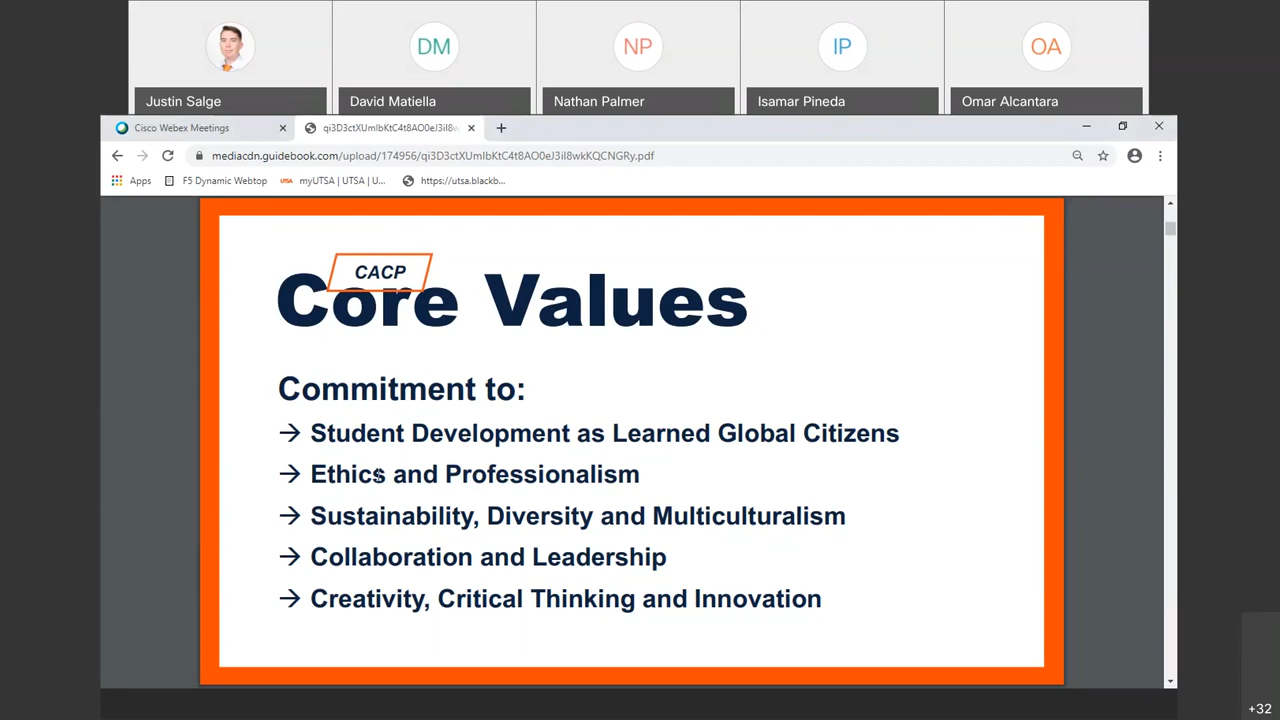 DM
NP
IP
OA
Justin Salge
David Matiella
Nathan Palmer
Isamar Pineda
Omar Alcantara
Cisco Webex Meetings
mediacdn.guidebook.com/upload/174956/qi3D3ctXUmIbKtC4t8AO0eJ3iI8wkKQCNGRy.pdf
Apps
F5 Dynamic Webtop
UTSA
myUTSA | UTSA | U...
https://utsa.blackb...
CACP
Core Values
Commitment to:
→ Student Development as Learned Global Citizens
→ Ethics and Professionalism
→ Sustainability, Diversity and Multiculturalism
→ Collaboration and Leadership
→ Creativity, Critical Thinking and Innovation
+32